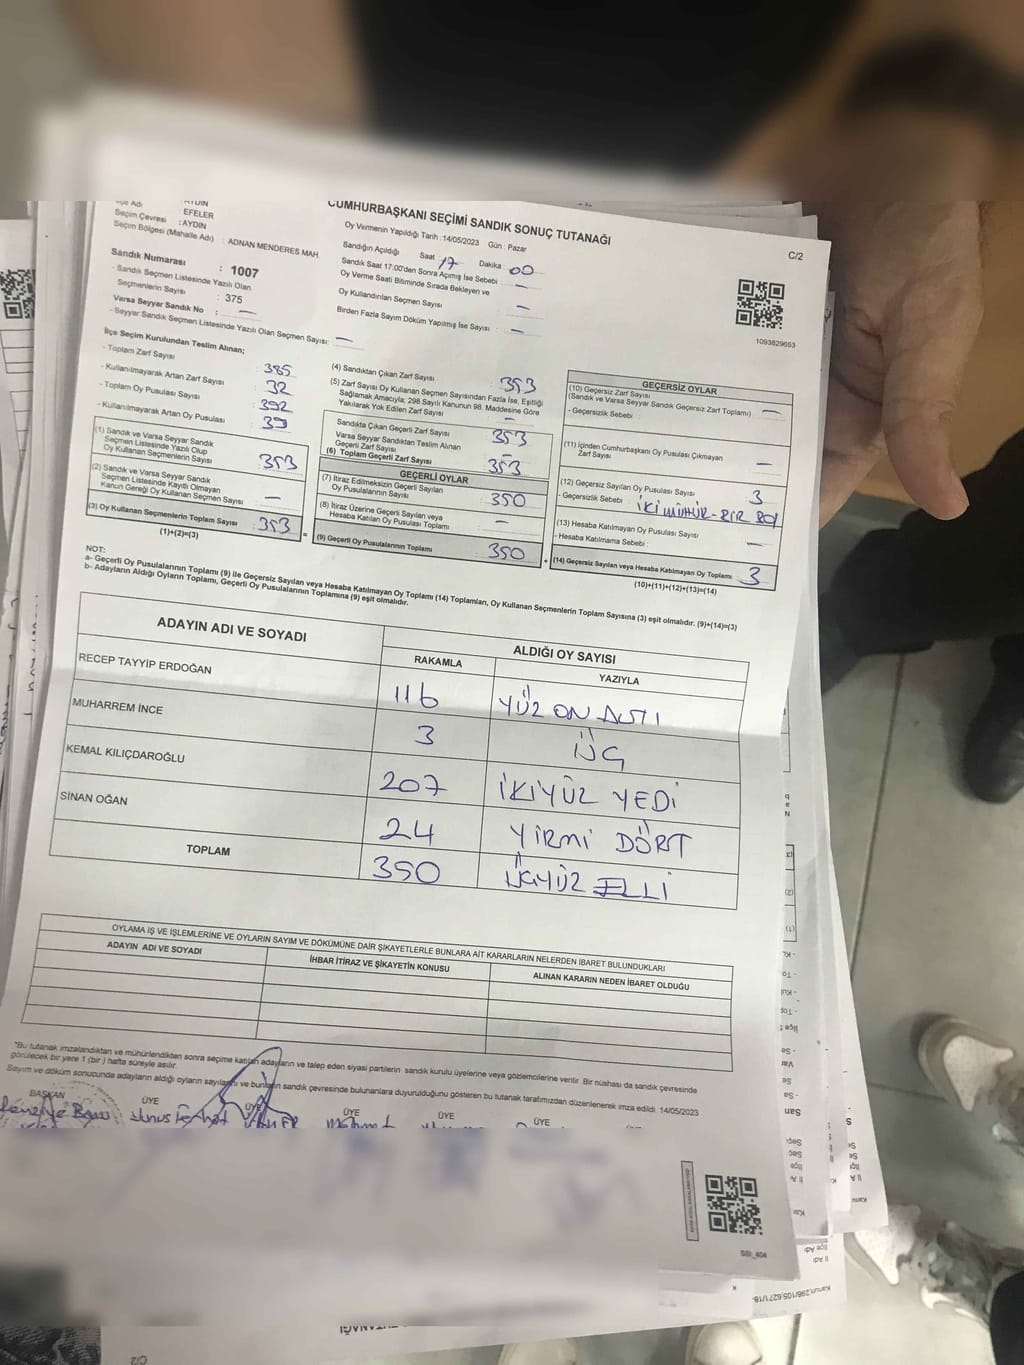 AYDIN
EFELER
Seçim Çevresi : AYDIN
Seçim Bölgesi (Mahalle Adı) : ADNAN MENDERES MAH.
Sandık Numarası : 1007
- Sandık Seçmen Listesinde Yazılı Olan
Seçmenlerin Sayısı : 375
Varsa Seyyar Sandık No : —
- Seyyar Sandık Seçmen Listesinde Yazılı Olan Seçmen Sayısı : —
CUMHURBAŞKANI SEÇİMİ SANDIK SONUÇ TUTANAĞI
C/2
Oy Vermenin Yapıldığı Tarih : 14/05/2023 Gün : Pazar
Sandığın Açıldığı Saat 17 Dakika : 00
Sandık Saat 17:00'den Sonra Açılmış İse Sebebi : —
Oy Verme Saati Bitiminde Sırada Bekleyen ve
Oy Kullandırılan Seçmen Sayısı —
Birden Fazla Sayım Döküm Yapılmış İse Sayısı : —
1093829653
İlçe Seçim Kurulundan Teslim Alınan;
- Toplam Zarf Sayısı : 385
- Kullanılmayarak Artan Zarf Sayısı : 32
- Toplam Oy Pusulası Sayısı : 392
- Kullanılmayarak Artan Oy Pusulası : 39
(1) Sandık ve Varsa Seyyar Sandık
Seçmen Listesinde Yazılı Olup
Oy Kullanan Seçmenlerin Sayısı : 353
(2) Sandık ve Varsa Seyyar Sandık
Seçmen Listesinde Kayıtlı Olmayan
Kanun Gereği Oy Kullanan Seçmen Sayısı : —
(3) Oy Kullanan Seçmenlerin Toplam Sayısı : 353
(1)+(2)=(3)
(4) Sandıktan Çıkan Zarf Sayısı : 353
(5) Zarf Sayısı Oy Kullanan Seçmen Sayısından Fazla İse, Eşitliği
Sağlamak Amacıyla; 298 Sayılı Kanunun 98. Maddesine Göre
Yakılarak Yok Edilen Zarf Sayısı : —
Sandıkta Çıkan Geçerli Zarf Sayısı : 353
Varsa Seyyar Sandıktan Teslim Alınan
Geçerli Zarf Sayısı : —
(6) Toplam Geçerli Zarf Sayısı : 353
GEÇERLİ OYLAR
(7) İtiraz Edilmeksizin Geçerli Sayılan
Oy Pusulalarının Sayısı : 350
(8) İtiraz Üzerine Geçerli Sayılan veya
Hesaba Katılan Oy Pusulası Toplamı : —
(9) Geçerli Oy Pusulalarının Toplamı : 350
GEÇERSİZ OYLAR
(10) Geçersiz Zarf Sayısı
(Sandık ve Varsa Seyyar Sandık Geçersiz Zarf Toplamı) : —
- Geçersizlik Sebebi :
(11) İçinden Cumhurbaşkanı Oy Pusulası Çıkmayan
Zarf Sayısı : —
(12) Geçersiz Sayılan Oy Pusulası Sayısı : 3
- Geçersizlik Sebebi : İKİ MÜHÜR - BİR BOŞ
(13) Hesaba Katılmayan Oy Pusulası Sayısı : —
- Hesaba Katılmama Sebebi :
(14) Geçersiz Sayılan veya Hesaba Katılmayan Oy Toplamı : 3
(10)+(11)+(12)+(13)=(14)
NOT:
a- Geçerli Oy Pusulalarının Toplamı (9) ile Geçersiz Sayılan veya Hesaba Katılmayan Oy Toplamı (14) Toplamları, Oy Kullanan Seçmenlerin Toplam Sayısına (3) eşit olmalıdır. (9)+(14)=(3)
b- Adayların Aldığı Oyların Toplamı, Geçerli Oy Pusulalarının Toplamına (9) eşit olmalıdır.
ADAYIN ADI VE SOYADI ALDIĞI OY SAYISI
RAKAMLA YAZIYLA
RECEP TAYYİP ERDOĞAN 116 YÜZ ON ALTI
MUHARREM İNCE 3 ÜÇ
KEMAL KILIÇDAROĞLU 207 İKİYÜZ YEDİ
SİNAN OĞAN 24 YİRMİ DÖRT
TOPLAM 350 ÜÇYÜZ ELLİ
OYLAMA İŞ VE İŞLEMLERİNE VE OYLARIN SAYIM VE DÖKÜMÜNE DAİR ŞİKAYETLERLE BUNLARA AİT KARARLARIN NELERDEN İBARET BULUNDUKLARI
ADAYIN ADI VE SOYADI İHBAR İTİRAZ VE ŞİKAYETİN KONUSU ALINAN KARARIN NEDEN İBARET OLDUĞU
*Bu tutanak imzalandıktan ve mühürlendikten sonra seçime katılan adayların ve talep eden siyasi partilerin sandık kurulu üyelerine veya gözlemcilerine verilir. Bir nüshası da sandık çevresinde
görülecek bir yere 1 (bir) hafta süreyle asılır.
Sayım ve döküm sonucunda adayların aldığı oyların sayılarını ve bunların sandık çevresinde bulunanlara duyurulduğunu gösteren bu tutanak tarafımızdan düzenlenerek imza edildi. 14/05/2023
BAŞKAN ÜYE ÜYE ÜYE ÜYE ÜYE
Mehmet